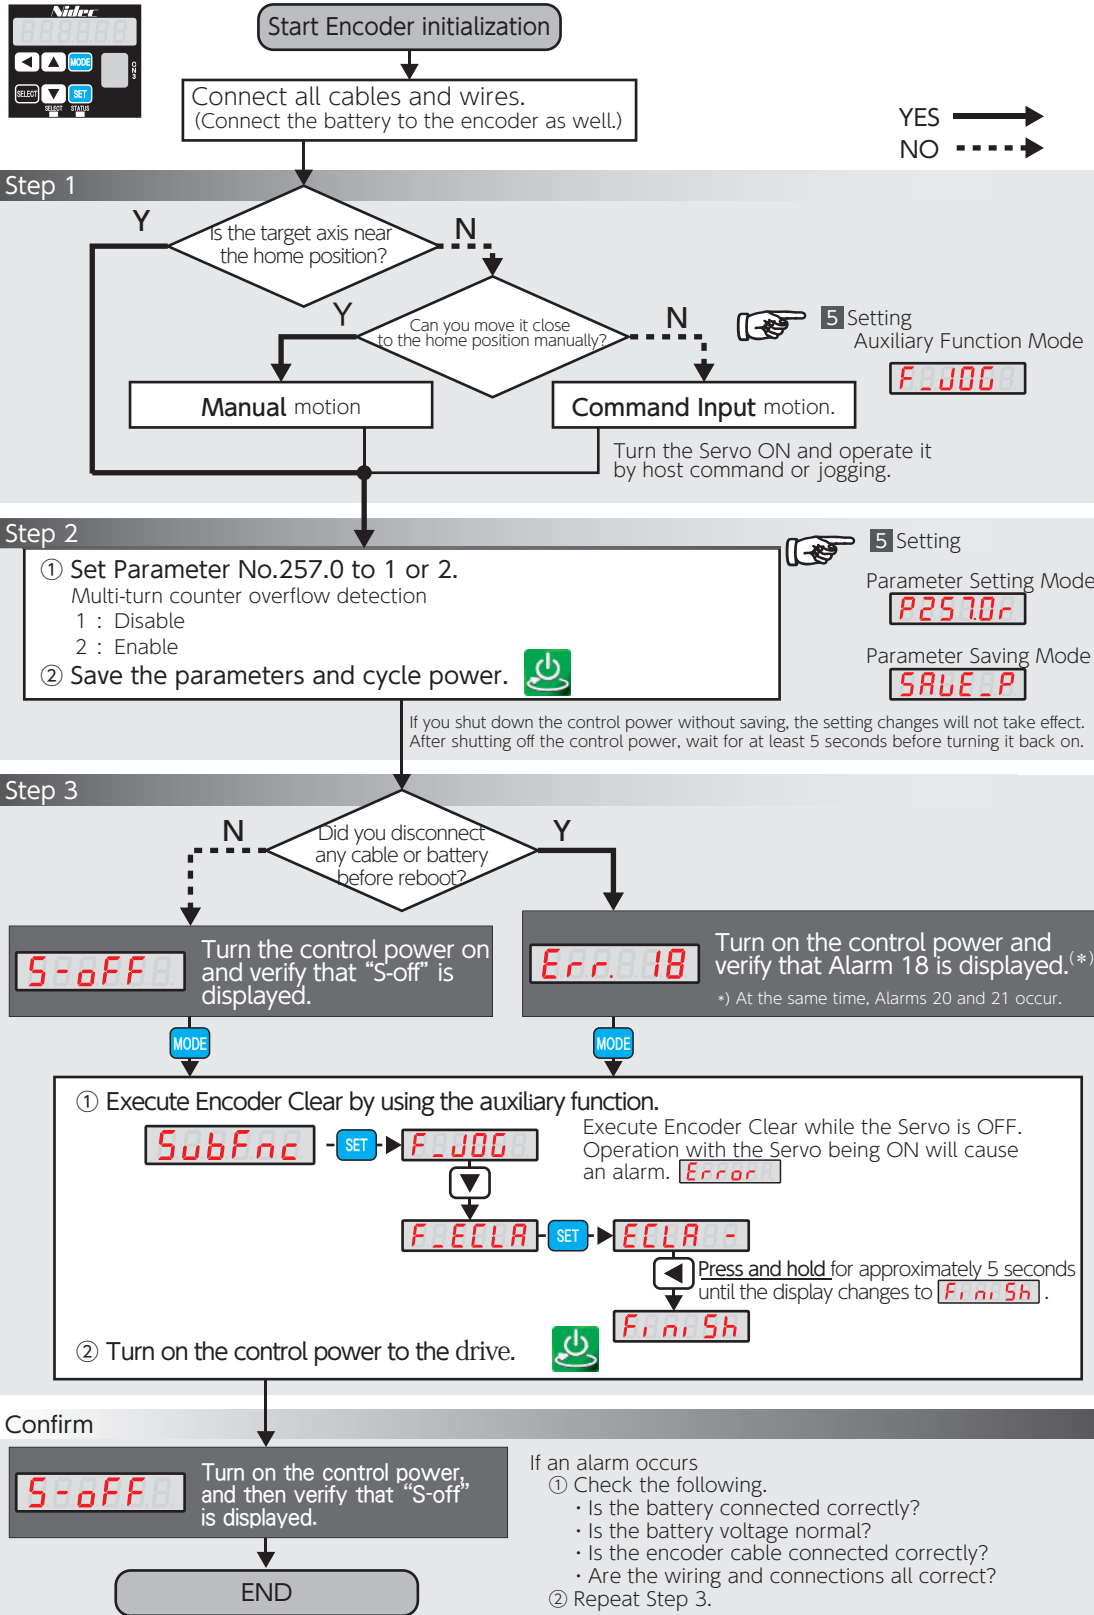 Nidec
MODE
SELECT
SET
SELECT
STATUS
CN3
Start Encoder initialization
Connect all cables and wires.
(Connect the battery to the encoder as well.)
YES
NO
Step 1
Y
Is the target axis near
the home position?
N
Y
Can you move it close
to the home position manually?
N
5 Setting
Auxiliary Function Mode
F_JOG
Manual motion
Command Input motion.
Turn the Servo ON and operate it
by host command or jogging.
Step 2
① Set Parameter No.257.0 to 1 or 2.
Multi-turn counter overflow detection
1 : Disable
2 : Enable
② Save the parameters and cycle power.
5 Setting
Parameter Setting Mode
P257.0r
Parameter Saving Mode
SAVE_P
If you shut down the control power without saving, the setting changes will not take effect.
After shutting off the control power, wait for at least 5 seconds before turning it back on.
Step 3
N
Did you disconnect
any cable or battery
before reboot?
Y
S-oFF
Turn the control power on
and verify that “S-off” is
displayed.
Err. 18
Turn on the control power and
verify that Alarm 18 is displayed.(*)
*) At the same time, Alarms 20 and 21 occur.
MODE
MODE
① Execute Encoder Clear by using the auxiliary function.
SubFnc
SET
F_JOG
Execute Encoder Clear while the Servo is OFF.
Operation with the Servo being ON will cause
an alarm. Error
F_ECLA
SET
ECLA -
Press and hold for approximately 5 seconds
until the display changes to FiniSh.
FiniSh
② Turn on the control power to the drive.
Confirm
S-oFF
Turn on the control power,
and then verify that “S-off”
is displayed.
END
If an alarm occurs
① Check the following.
・Is the battery connected correctly?
・Is the battery voltage normal?
・Is the encoder cable connected correctly?
・Are the wiring and connections all correct?
② Repeat Step 3.